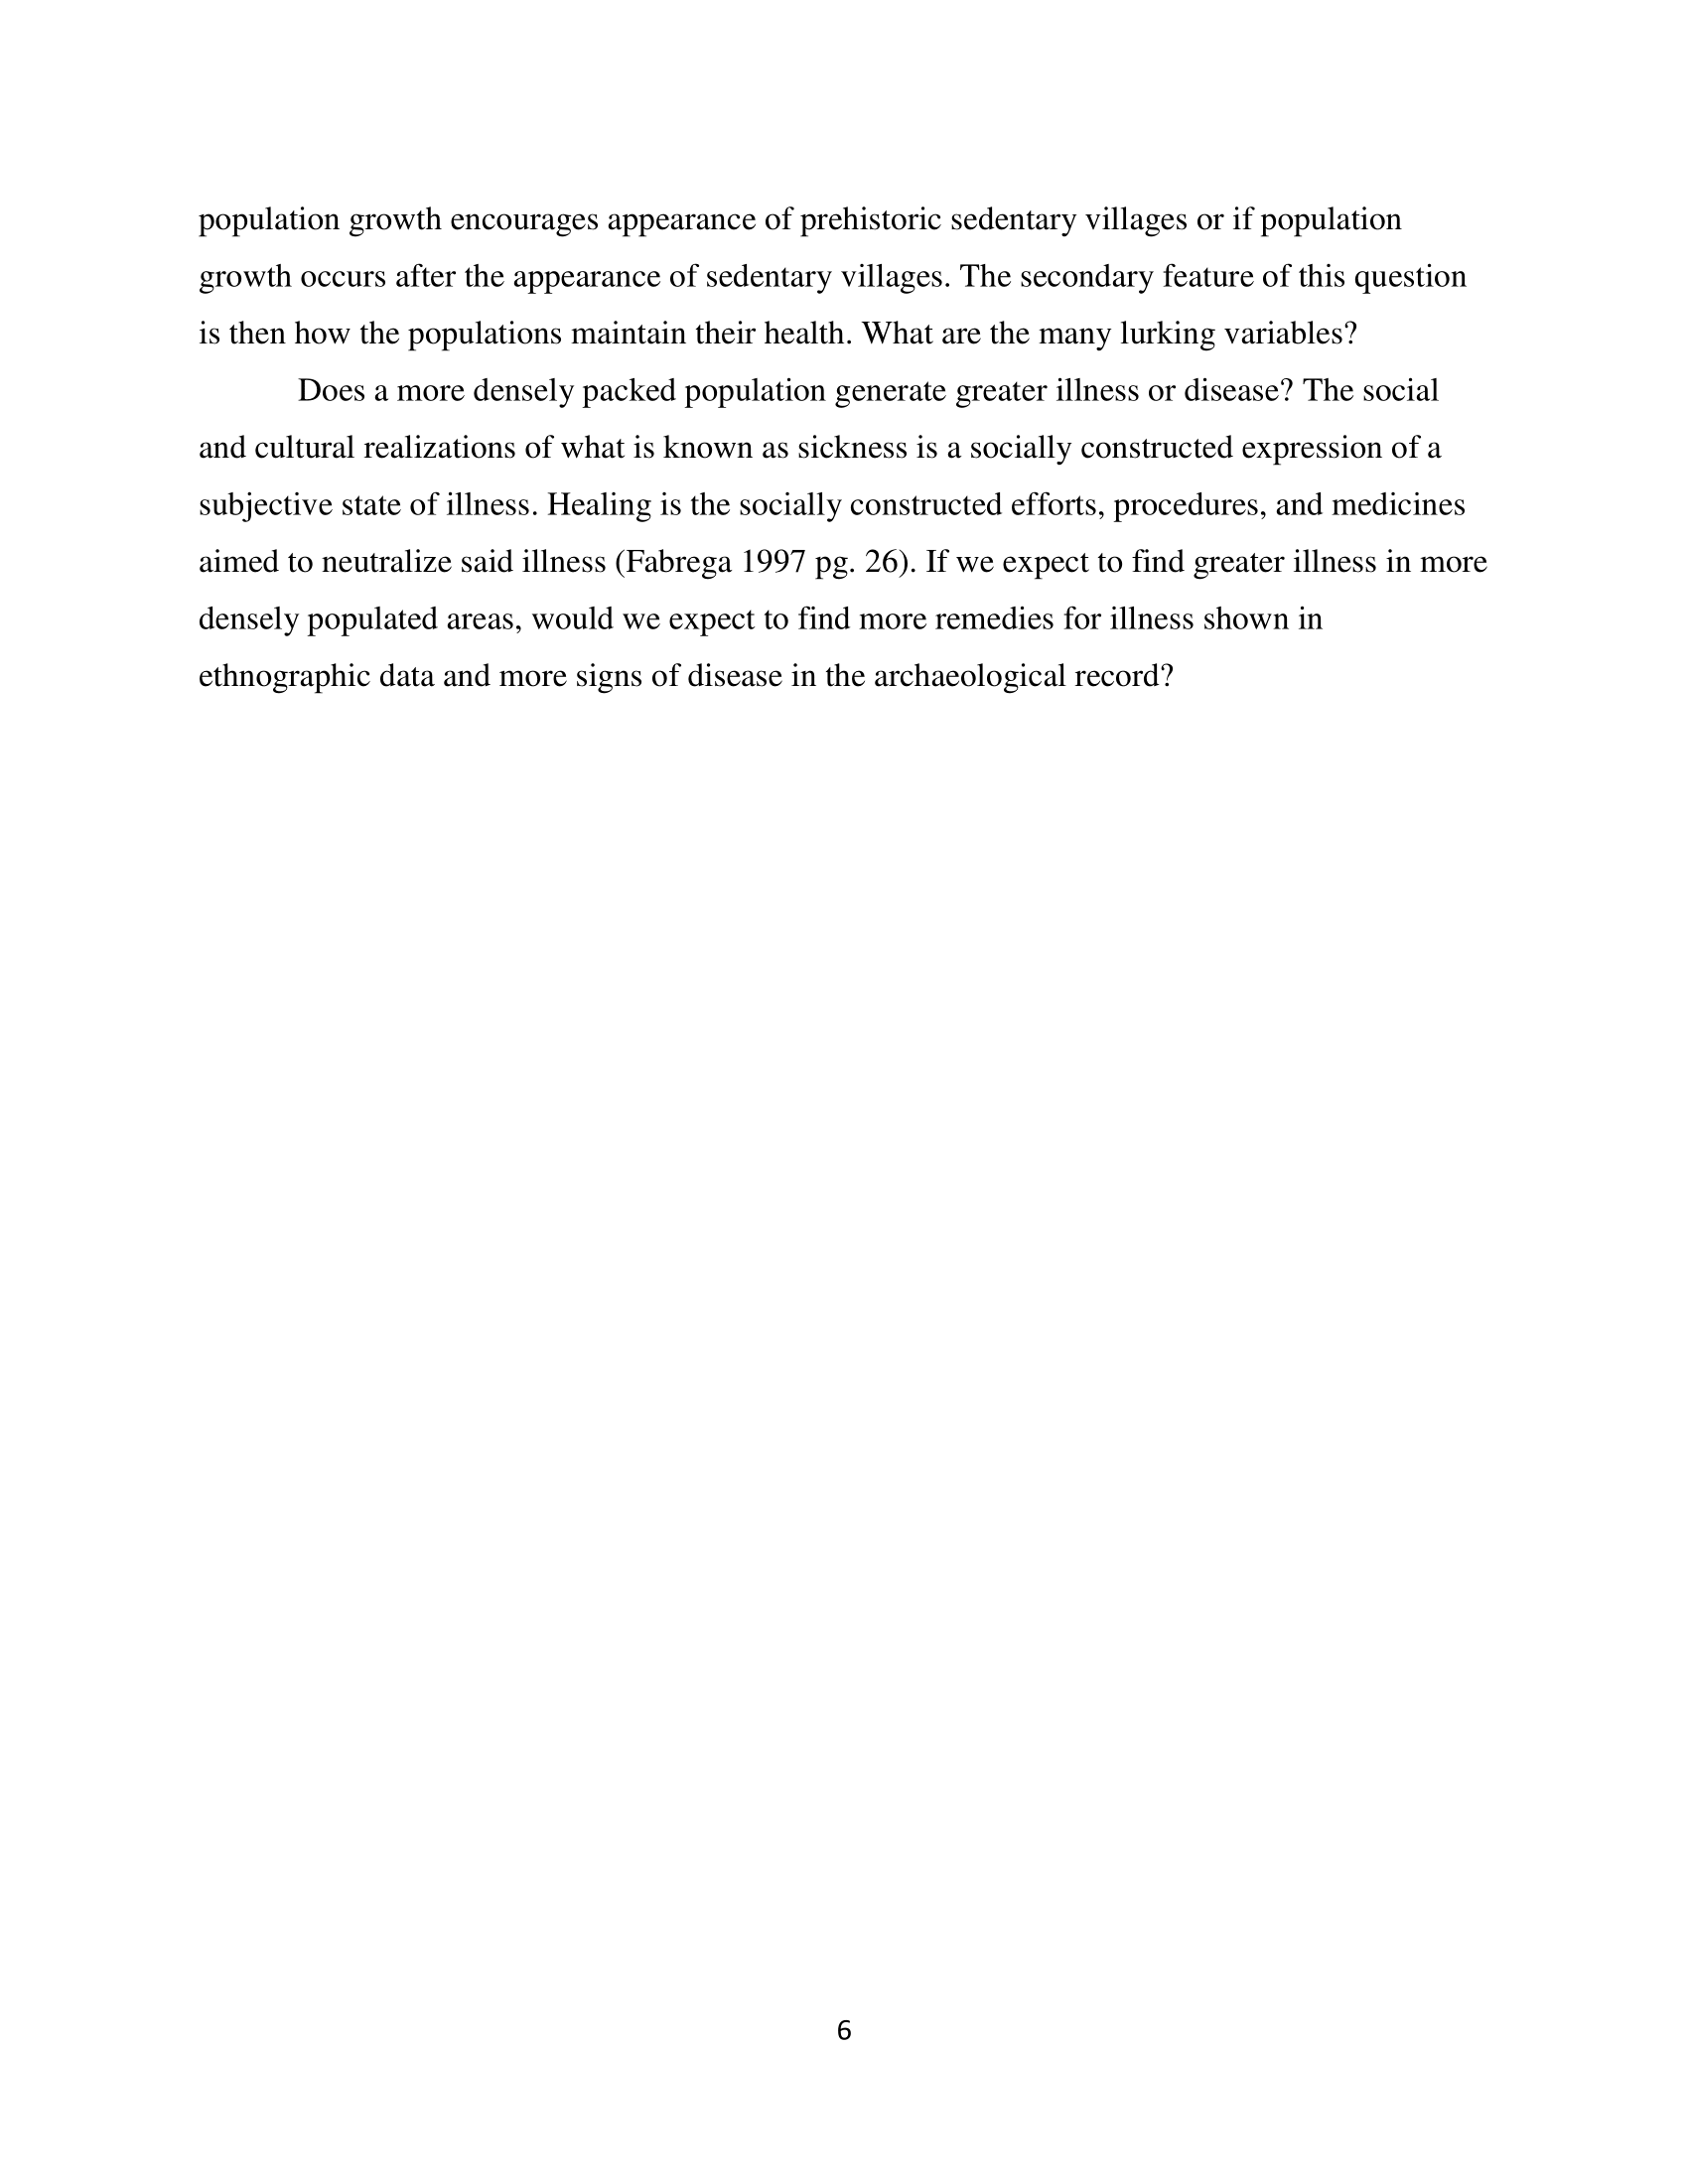 population growth encourages appearance of prehistoric sedentary villages or if population
growth occurs after the appearance of sedentary villages. The secondary feature of this question
is then how the populations maintain their health. What are the many lurking variables?
Does a more densely packed population generate greater illness or disease? The social
and cultural realizations of what is known as sickness is a socially constructed expression of a
subjective state of illness. Healing is the socially constructed efforts, procedures, and medicines
aimed to neutralize said illness (Fabrega 1997 pg. 26). If we expect to find greater illness in more
densely populated areas, would we expect to find more remedies for illness shown in
ethnographic data and more signs of disease in the archaeological record?
6